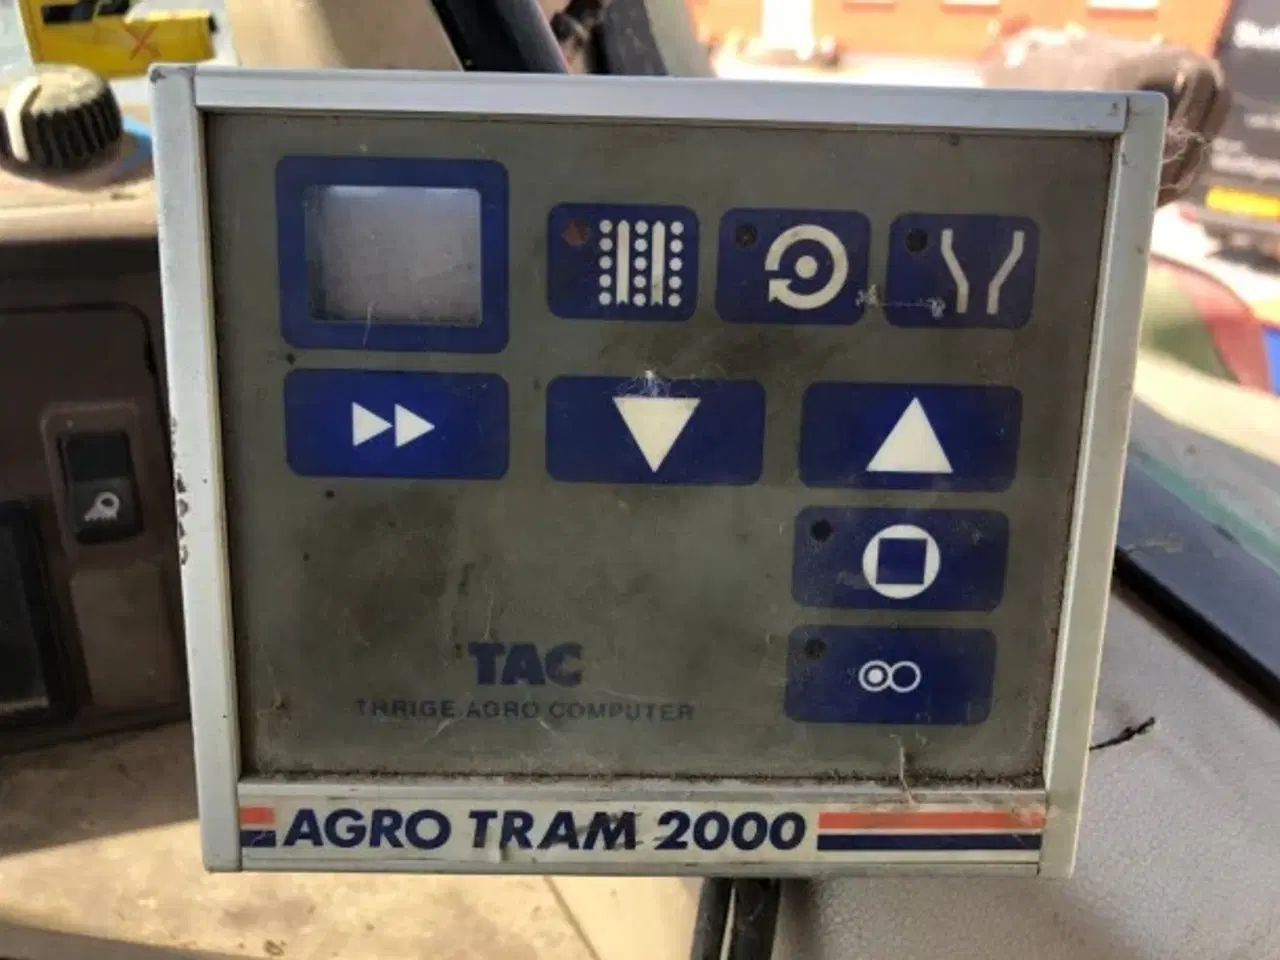 TAC
THRIGE AGRO COMPUTER
AGRO TRAM 2000